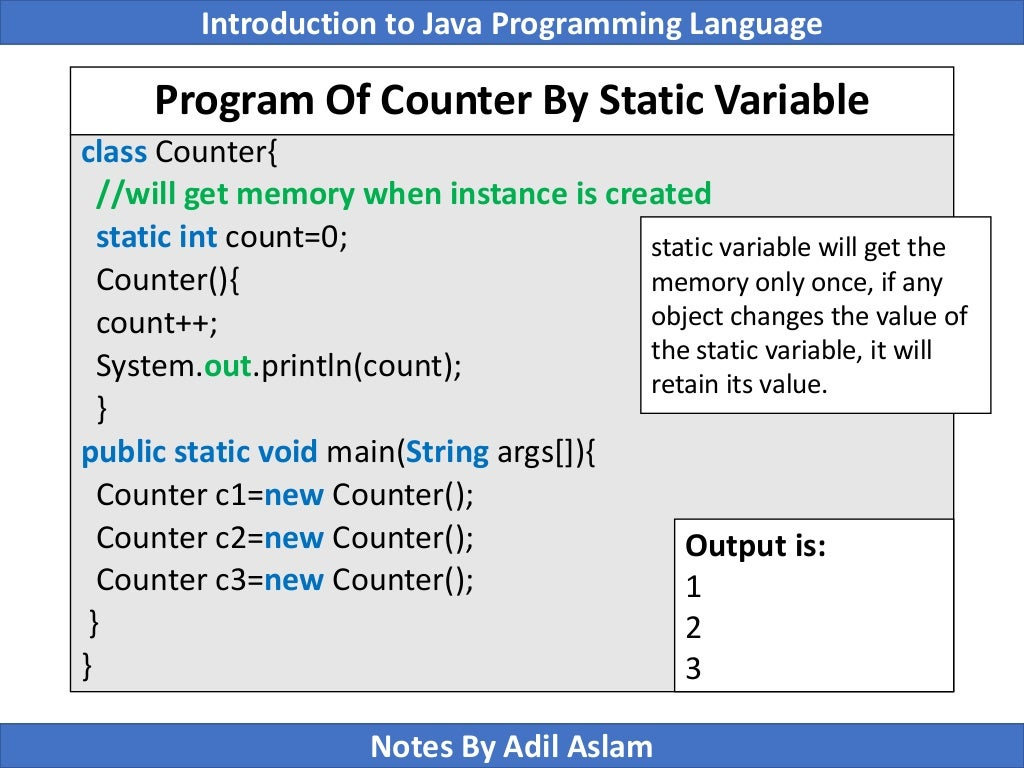 Introduction to Java Programming Language
Program Of Counter By Static Variable
class Counter{
//will get memory when instance is created
static int count=0;
Counter(){
count++;
System.out.println(count);
}
public static void main(String args[]){
Counter c1=new Counter();
Counter c2=new Counter();
Counter c3=new Counter();
}
}
static variable will get the
memory only once, if any
object changes the value of
the static variable, it will
retain its value.
Output is:
1
2
3
Notes By Adil Aslam